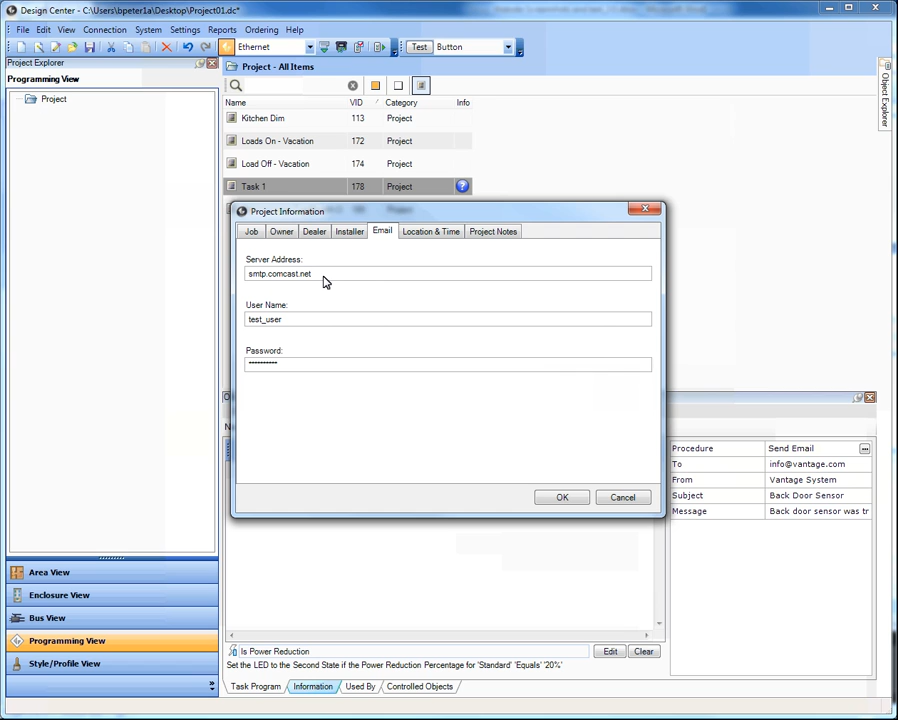 Design Center - C:\Users\bpeter1a\Desktop\Project01.dc*
File Edit View Connection System Settings Reports Ordering Help
Ethernet Test Button
Project Explorer
Programming View
Project
Project - All Items
Object Explorer
Name VID Category Info
Kitchen Dim 113 Project
Loads On - Vacation 172 Project
Load Off - Vacation 174 Project
Task 1 178 Project
Project Information
Job Owner Dealer Installer Email Location & Time Project Notes
Server Address:
smtp.comcast.net
User Name:
test_user
Password:
**********
OK Cancel
Procedure Send Email ...
To info@vantage.com
From Vantage System
Subject Back Door Sensor
Message Back door sensor was tr
Area View
Enclosure View
Bus View
Programming View
Style/Profile View
Is Power Reduction Edit Clear
Set the LED to the Second State if the Power Reduction Percentage for 'Standard' 'Equals' '20%'
Task Program Information Used By Controlled Objects